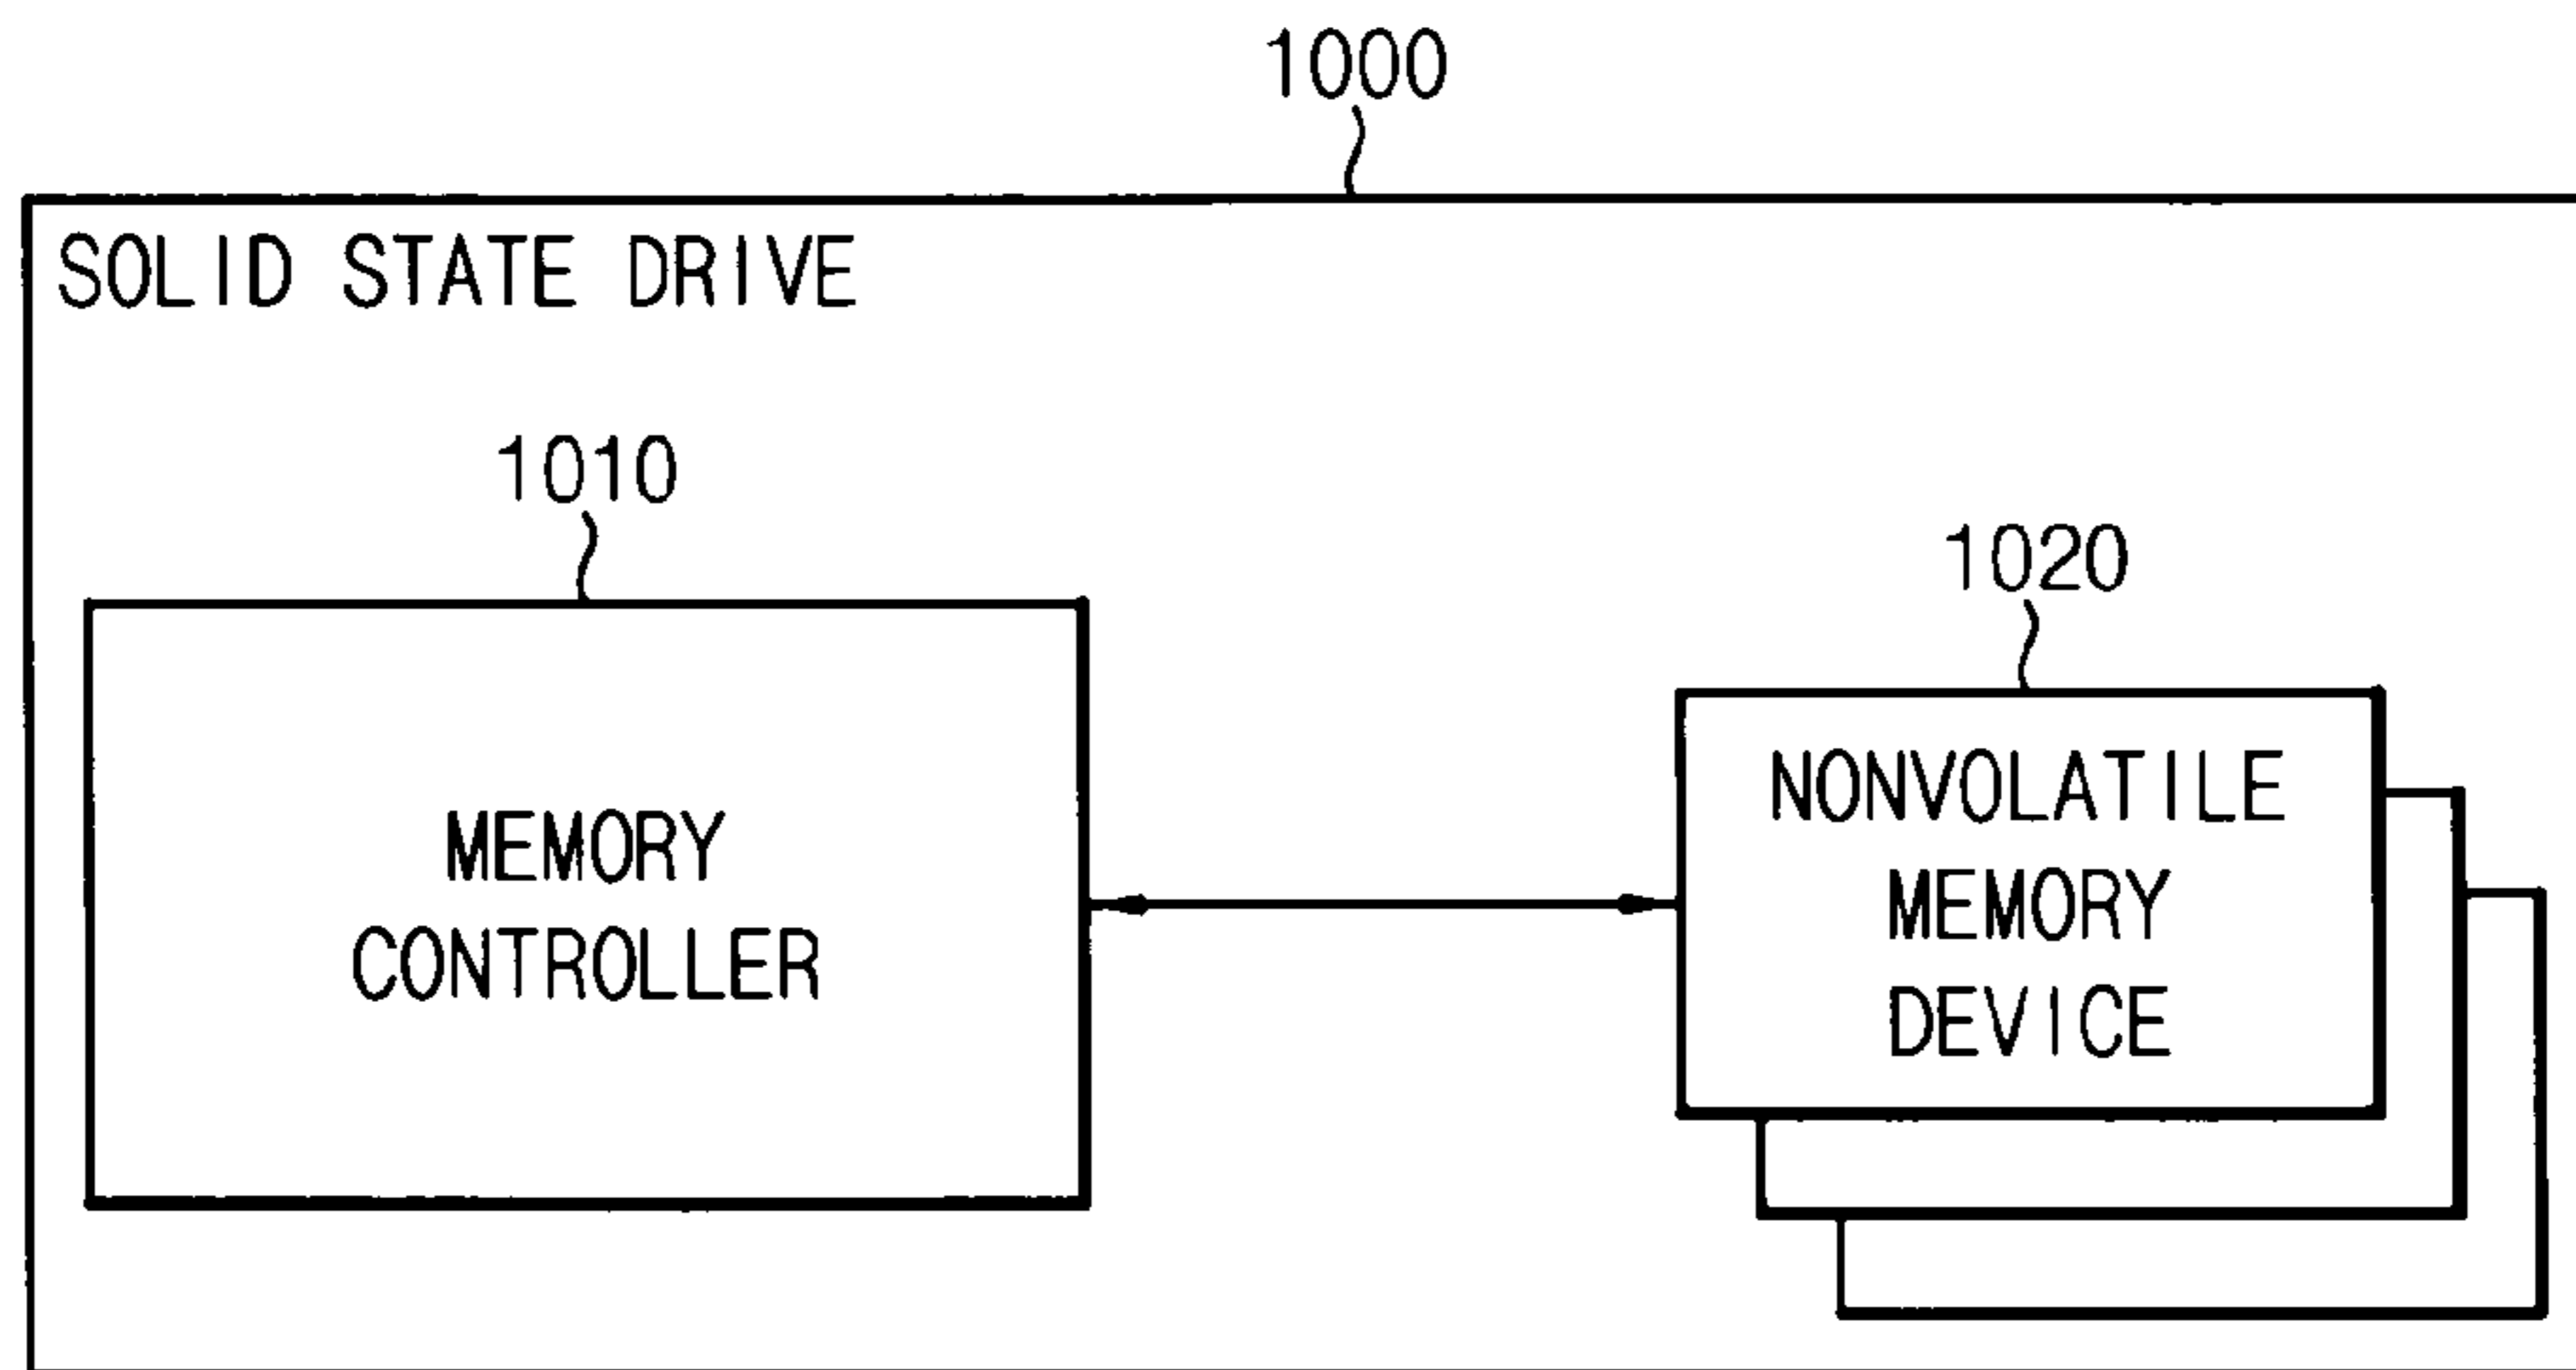 1000
SOLID STATE DRIVE
1010
1020
MEMORY
CONTROLLER
NONVOLATILE
MEMORY
DEVICE